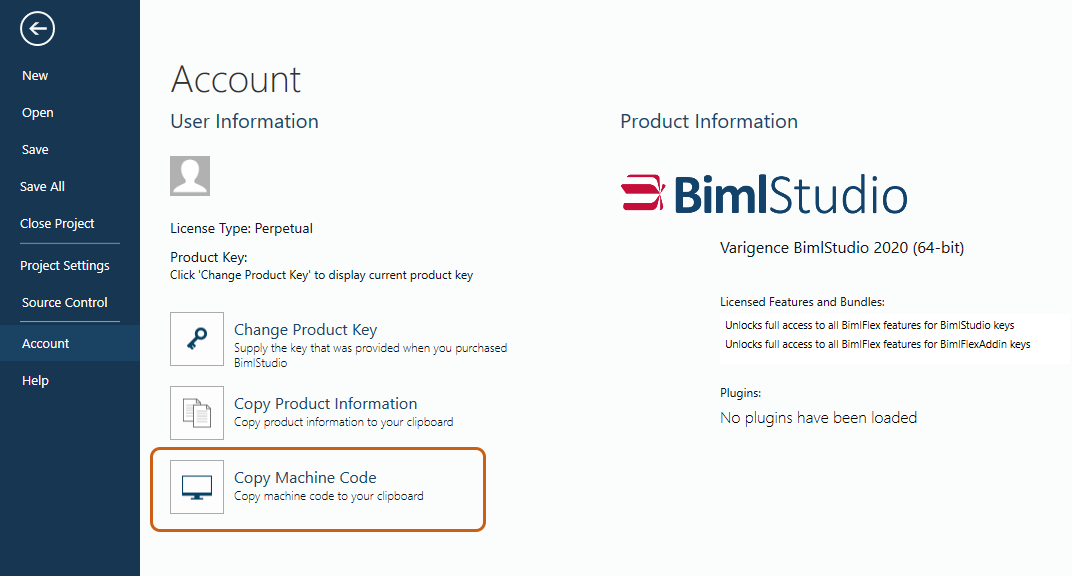 New
Open
Save
Save All
Close Project
Project Settings
Source Control
Account
Help
Account
User Information
License Type: Perpetual
Product Key:
Click 'Change Product Key' to display current product key
Change Product Key
Supply the key that was provided when you purchased
BimlStudio
Copy Product Information
Copy product information to your clipboard
Copy Machine Code
Copy machine code to your clipboard
Product Information
BimlStudio
Varigence BimlStudio 2020 (64-bit)
Licensed Features and Bundles:
Unlocks full access to all BimlFlex features for BimlStudio keys
Unlocks full access to all BimlFlex features for BimlFlexAddin keys
Plugins:
No plugins have been loaded